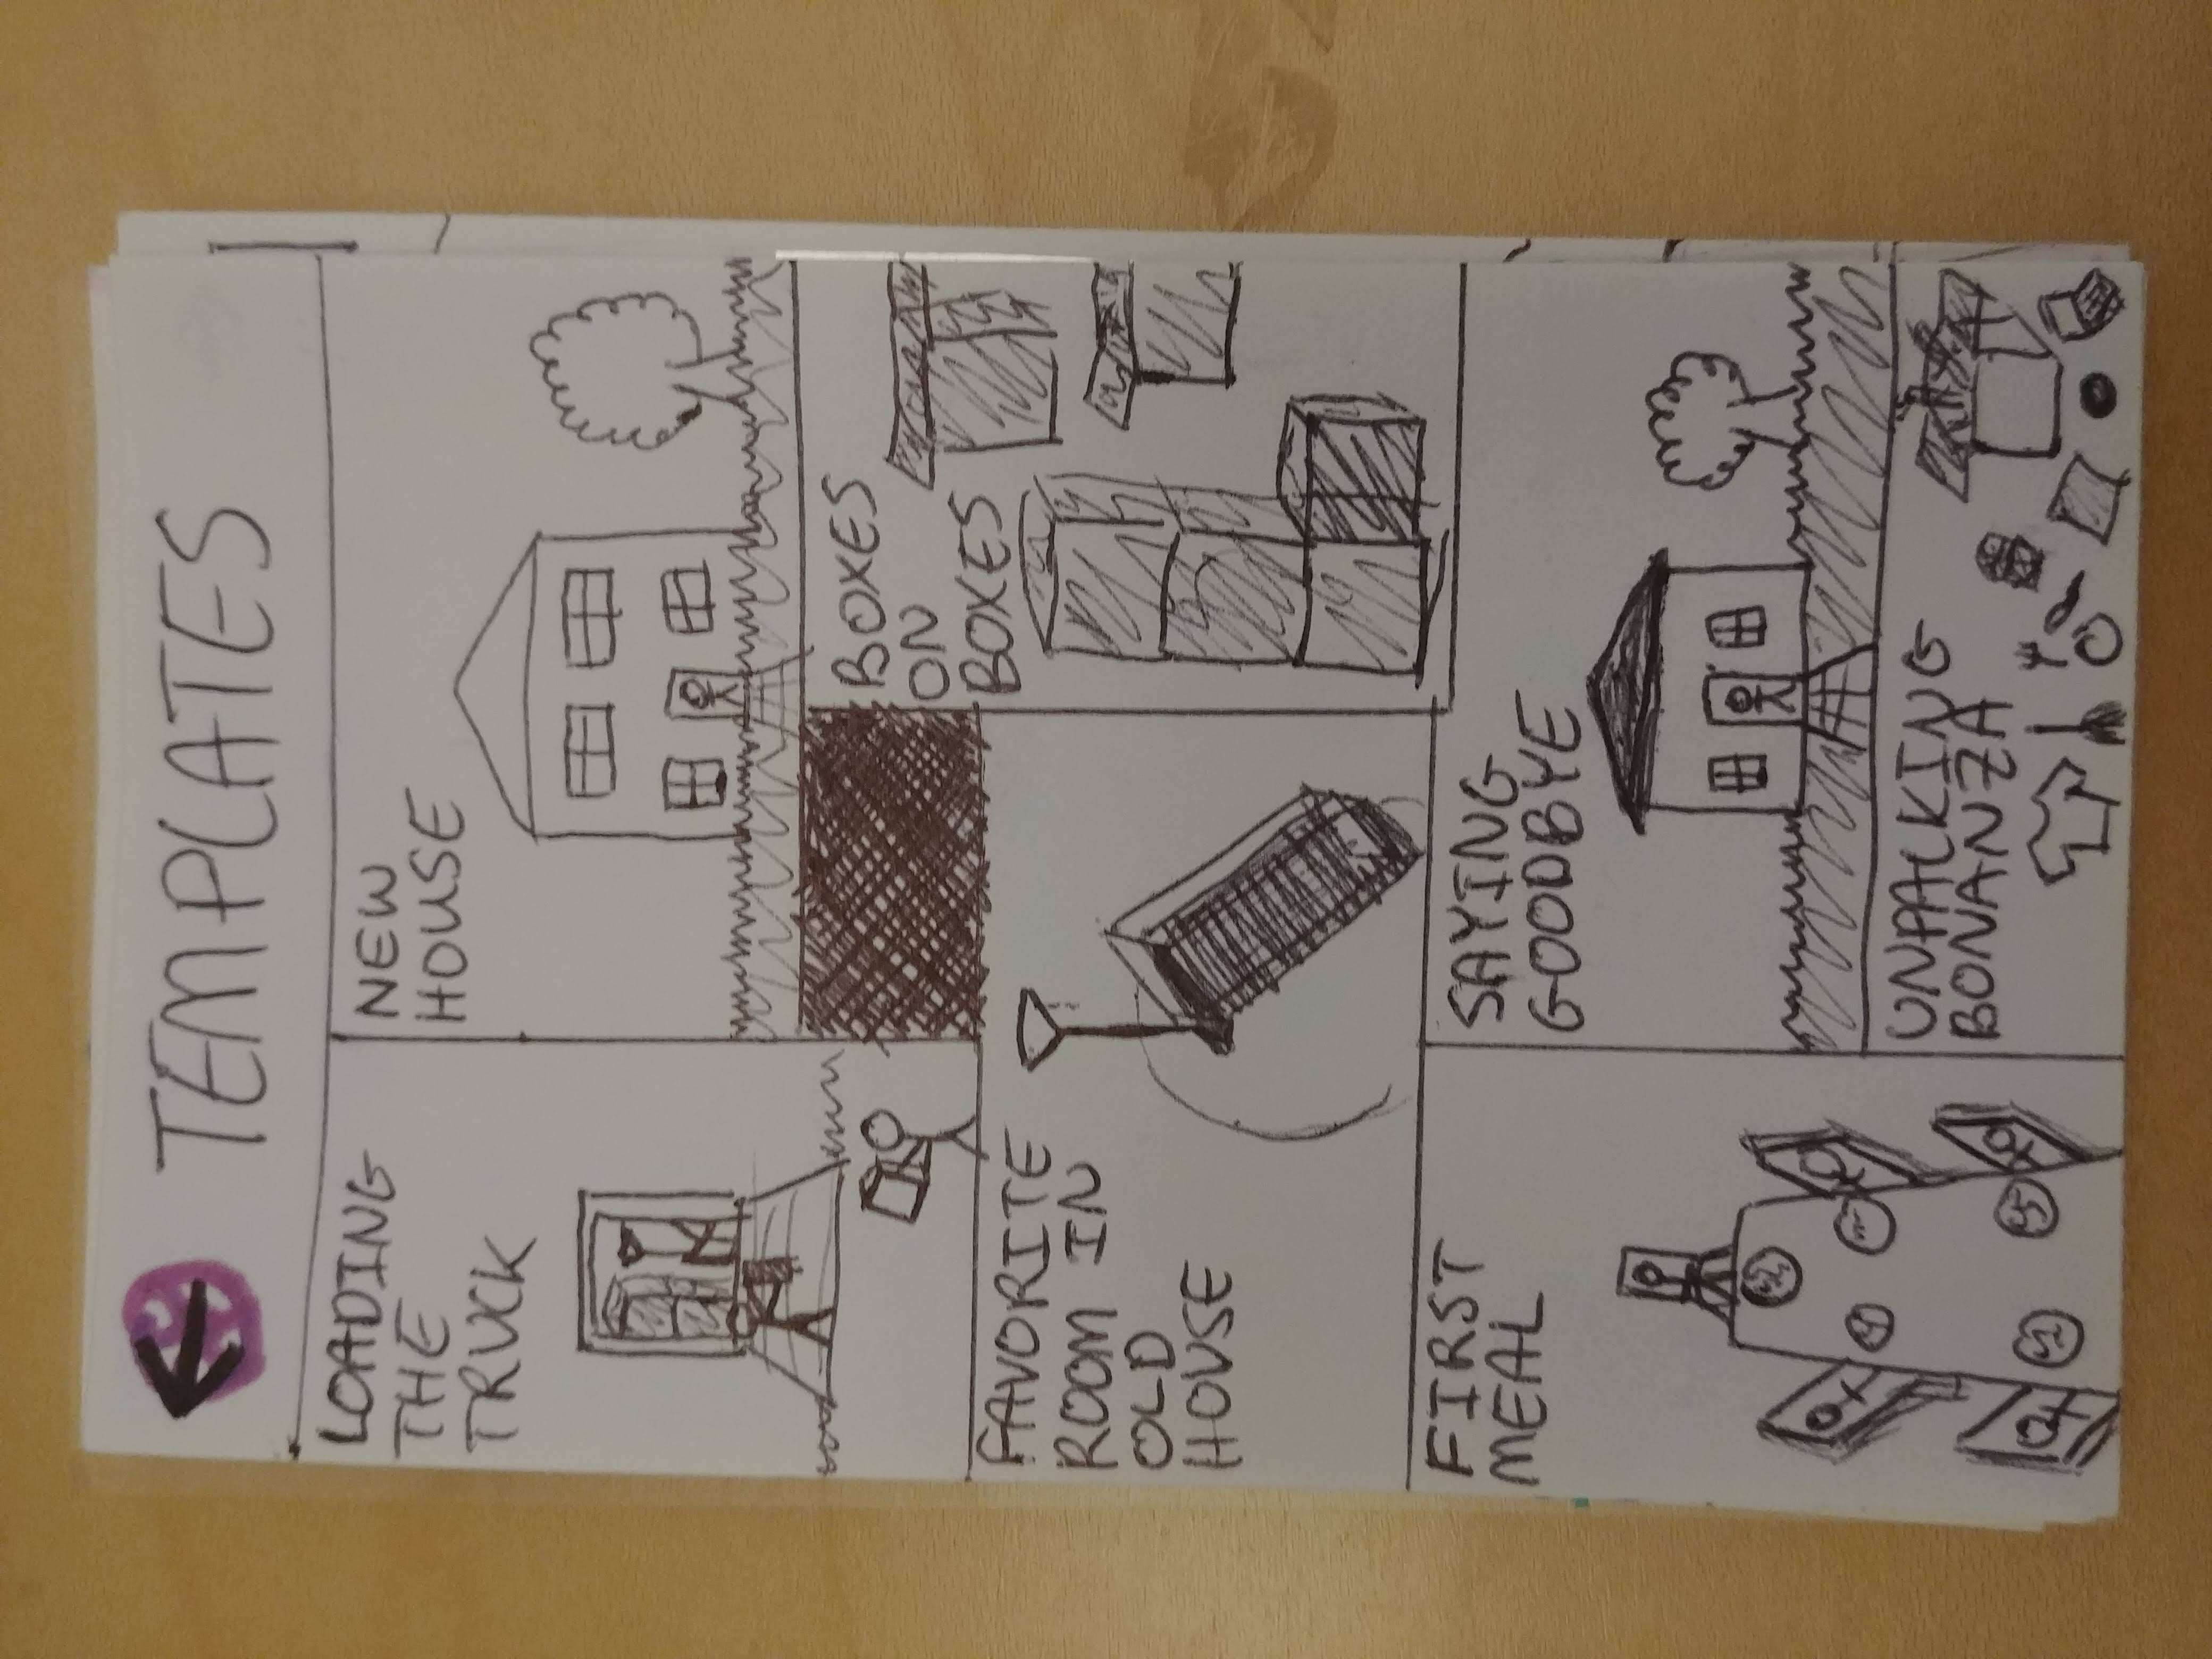 TEMPLATES
LOADING
THE
TRUCK
NEW
HOUSE
BOXES
ON
BOXES
FAVORITE
ROOM IN
OLD
HOUSE
FIRST
MEAL
SAYING
GOODBYE
UNPACKING
BONANZA